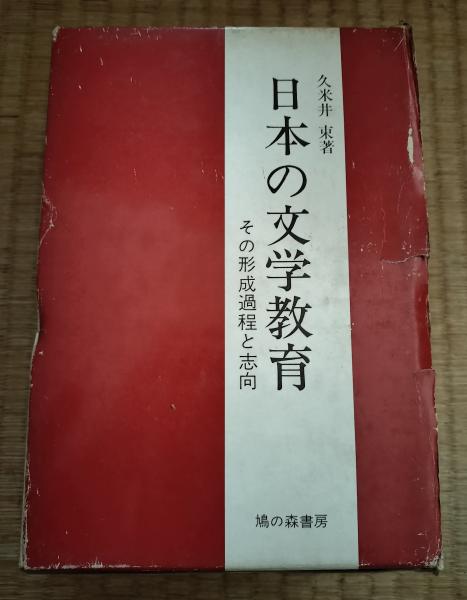 久米井 束著
日本の文学教育
その形成過程と志向
鳩の森書房